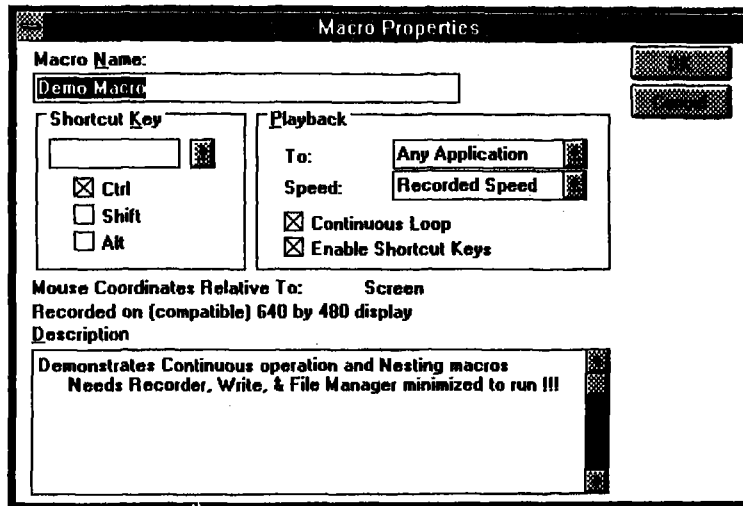 Macro Properties
Macro Name:
Demo Macro
Shortcut Key
Ctrl
Shift
Alt
Playback
To: Any Application
Speed: Recorded Speed
Continuous Loop
Enable Shortcut Keys
OK
Cancel
Mouse Coordinates Relative To: Screen
Recorded on (compatible) 640 by 480 display
Description
Demonstrates Continuous operation and Nesting macros
Needs Recorder, Write, & File Manager minimized to run !!!